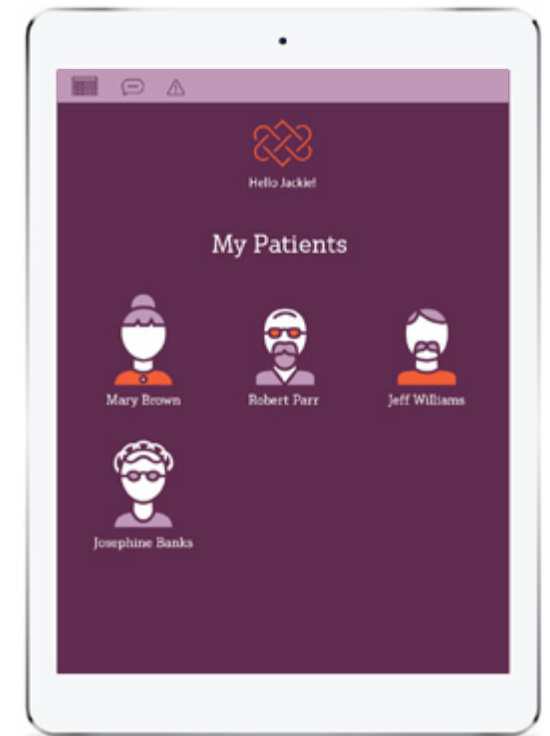 Hello Jackie!
My Patients
Mary Brown
Robert Parr
Jeff Williams
Josephine Banks